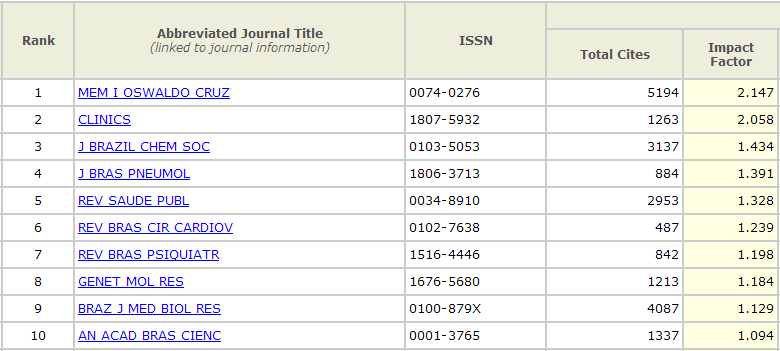 Rank Abbreviated Journal Title ISSN
(linked to journal information)
Total Cites Impact Factor
1 MEM I OSWALDO CRUZ 0074-0276 5194 2.147
2 CLINICS 1807-5932 1263 2.058
3 J BRAZIL CHEM SOC 0103-5053 3137 1.434
4 J BRAS PNEUMOL 1806-3713 884 1.391
5 REV SAUDE PUBL 0034-8910 2953 1.328
6 REV BRAS CIR CARDIOV 0102-7638 487 1.239
7 REV BRAS PSIQUIATR 1516-4446 842 1.198
8 GENET MOL RES 1676-5680 1213 1.184
9 BRAZ J MED BIOL RES 0100-879X 4087 1.129
10 AN ACAD BRAS CIENC 0001-3765 1337 1.094